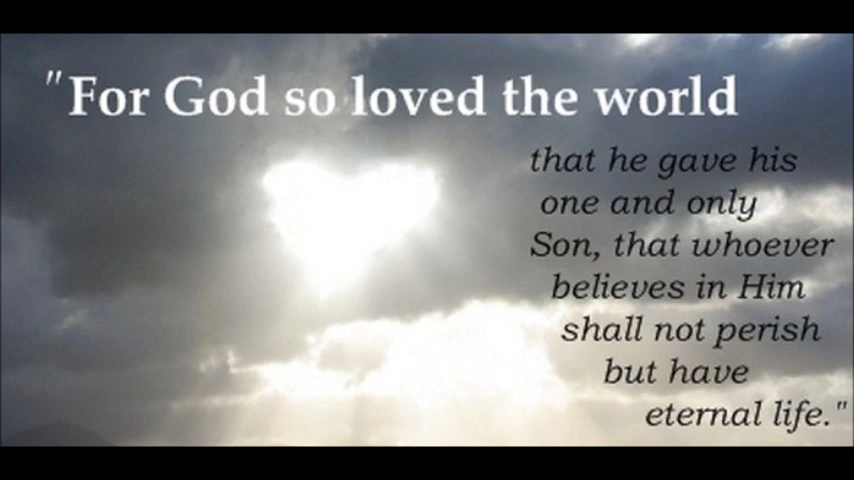 "For God so loved the world
that he gave his
one and only
Son, that whoever
believes in Him
shall not perish
but have
eternal life."